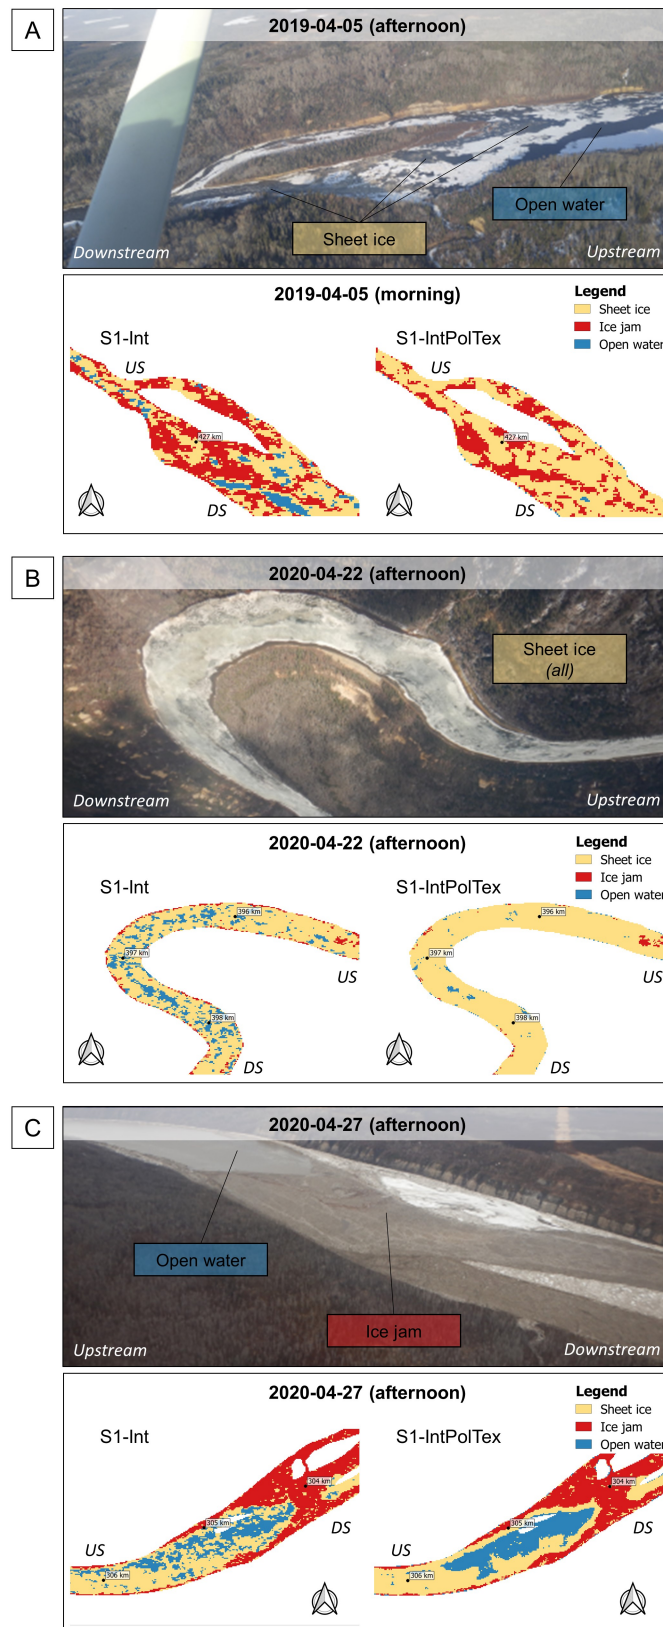 A
2019-04-05 (afternoon)
Open water
Sheet ice
Downstream
Upstream
2019-04-05 (morning)
Legend
Sheet ice
Ice jam
Open water
S1-Int
S1-IntPolTex
US
US
427 km
427 km
DS
DS
B
2020-04-22 (afternoon)
Sheet ice
(all)
Downstream
Upstream
2020-04-22 (afternoon)
Legend
Sheet ice
Ice jam
Open water
S1-Int
S1-IntPolTex
396 km
396 km
397 km
397 km
US
US
398 km
398 km
DS
DS
C
2020-04-27 (afternoon)
Open water
Ice jam
Upstream
Downstream
2020-04-27 (afternoon)
Legend
Sheet ice
Ice jam
Open water
S1-Int
S1-IntPolTex
304 km
304 km
305 km
305 km
DS
DS
US
US
306 km
306 km